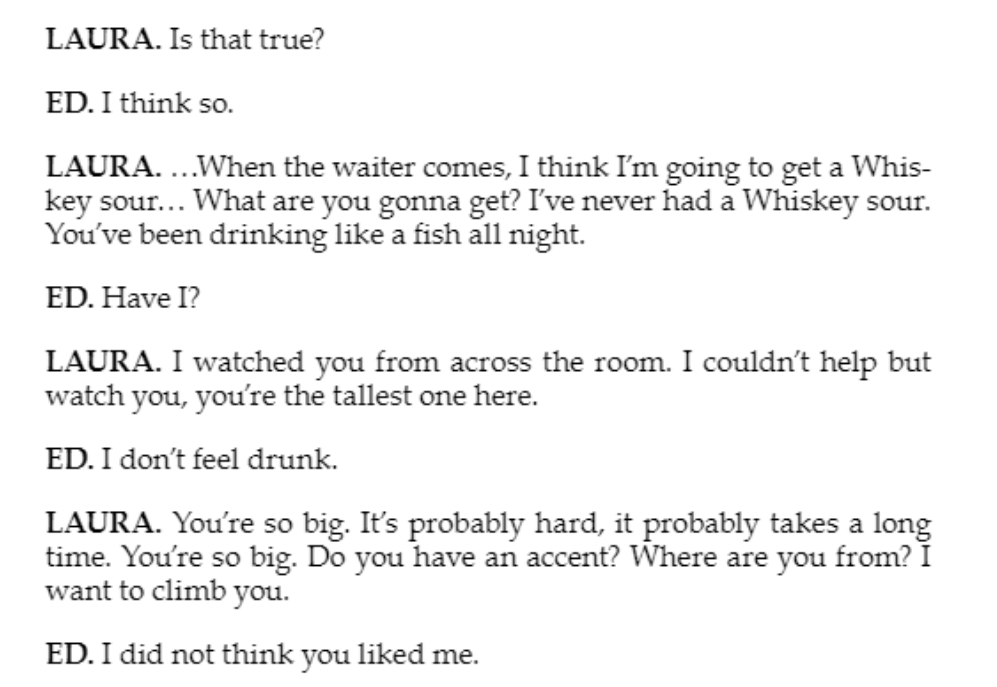 LAURA. Is that true?
ED. I think so.
LAURA. …When the waiter comes, I think I’m going to get a Whis-
key sour… What are you gonna get? I’ve never had a Whiskey sour.
You’ve been drinking like a fish all night.
ED. Have I?
LAURA. I watched you from across the room. I couldn’t help but
watch you, you’re the tallest one here.
ED. I don’t feel drunk.
LAURA. You’re so big. It’s probably hard, it probably takes a long
time. You’re so big. Do you have an accent? Where are you from? I
want to climb you.
ED. I did not think you liked me.